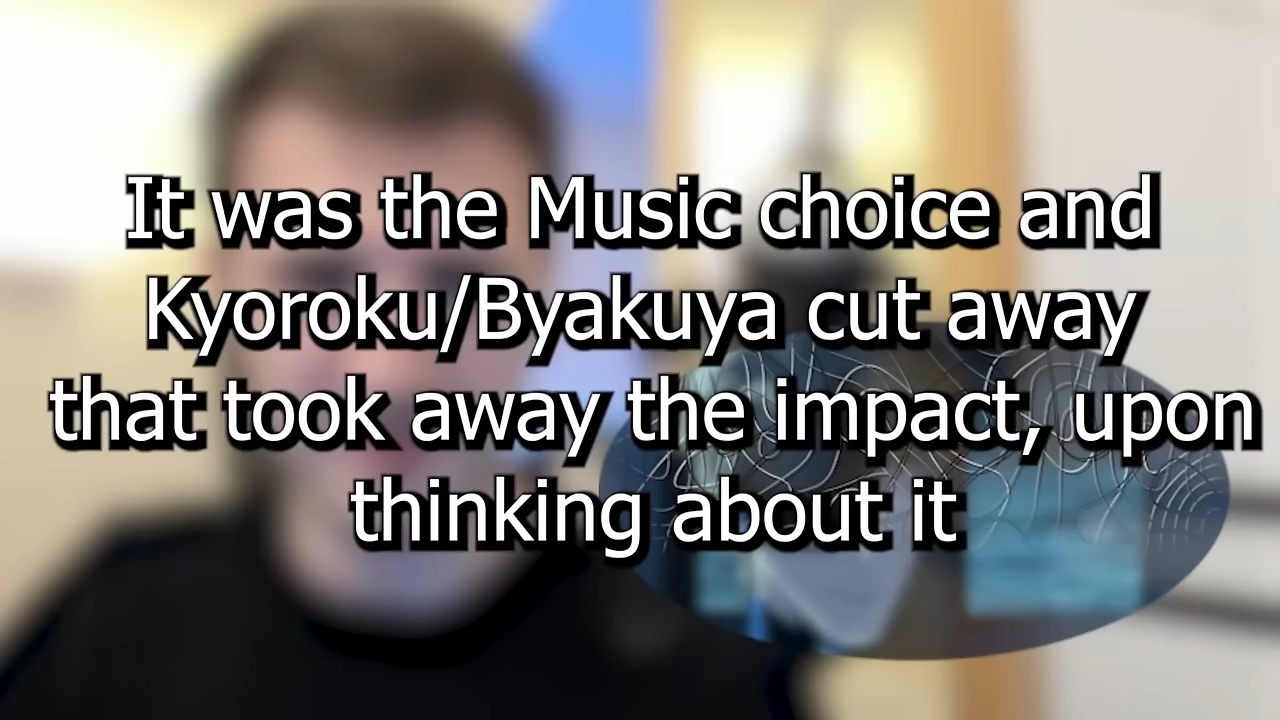 It was the Music choice and
Kyoroku/Byakuya cut away
that took away the impact, upon
thinking about it